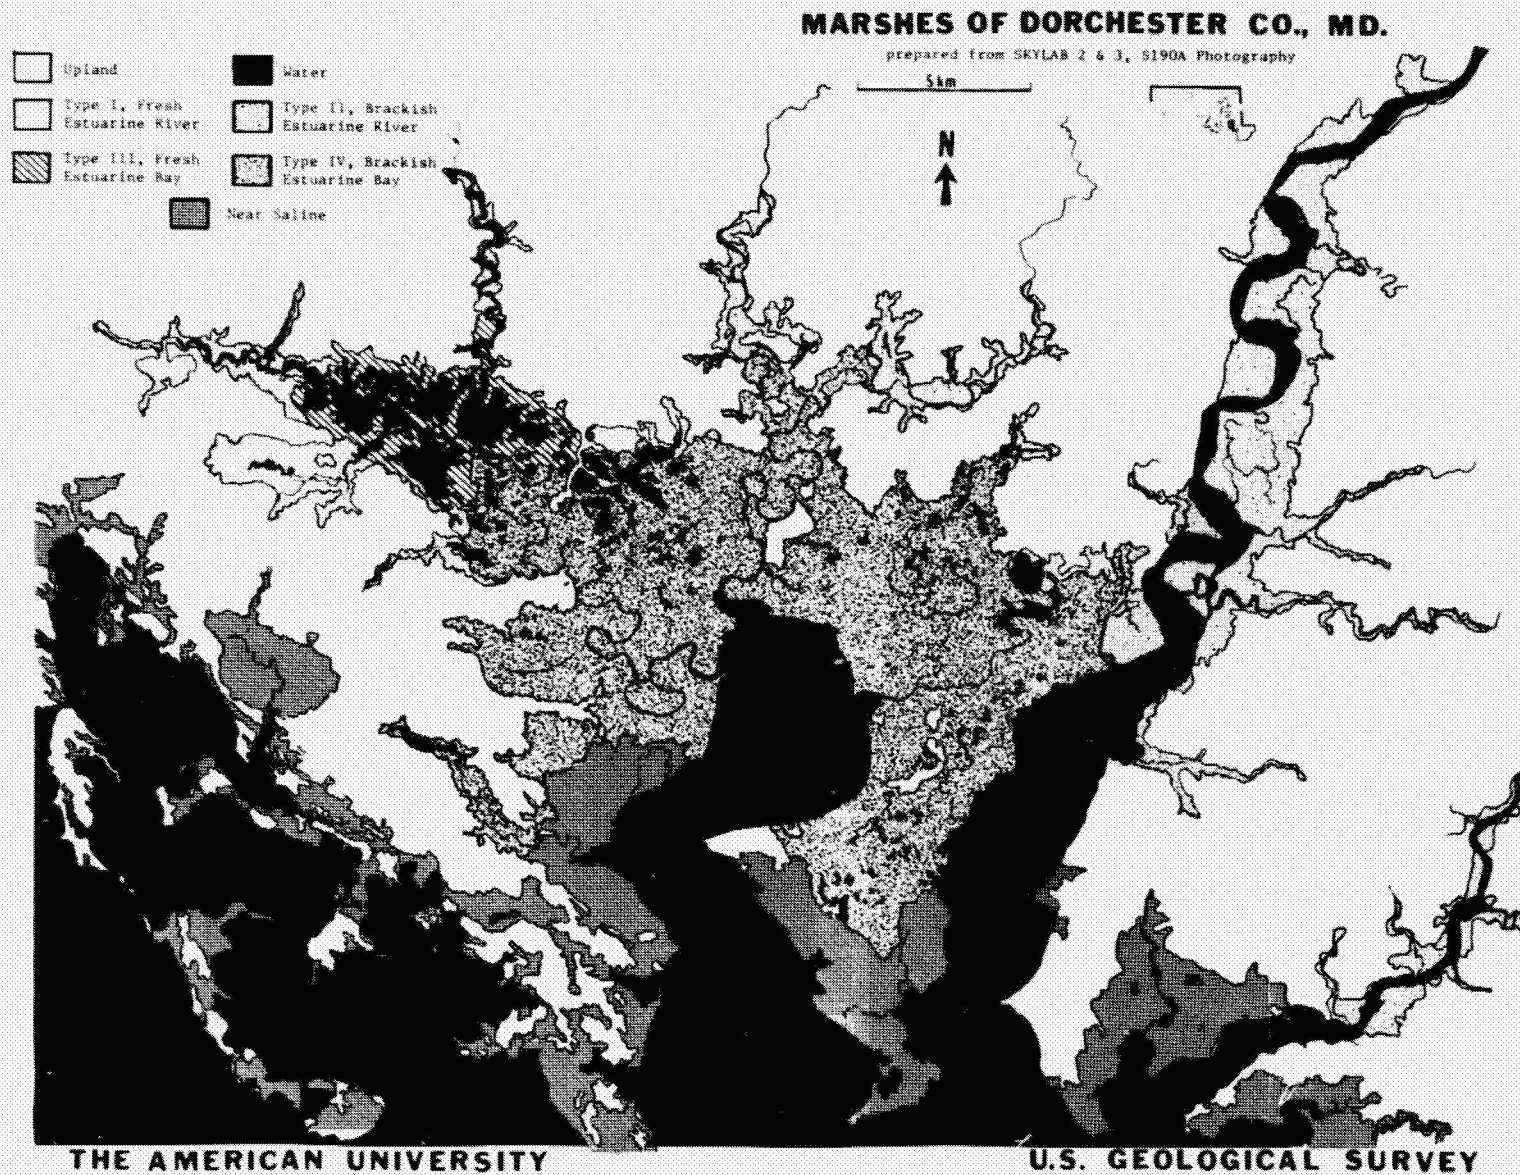 MARSHES OF DORCHESTER CO., MD.
prepared from SKYLAB 2 & 3, S190A Photography
5km
N
Upland
Water
Type I, Fresh
Estuarine River
Type II, Brackish
Estuarine River
Type III, Fresh
Estuarine Bay
Type IV, Brackish
Estuarine Bay
Near Saline
THE AMERICAN UNIVERSITY
U.S. GEOLOGICAL SURVEY